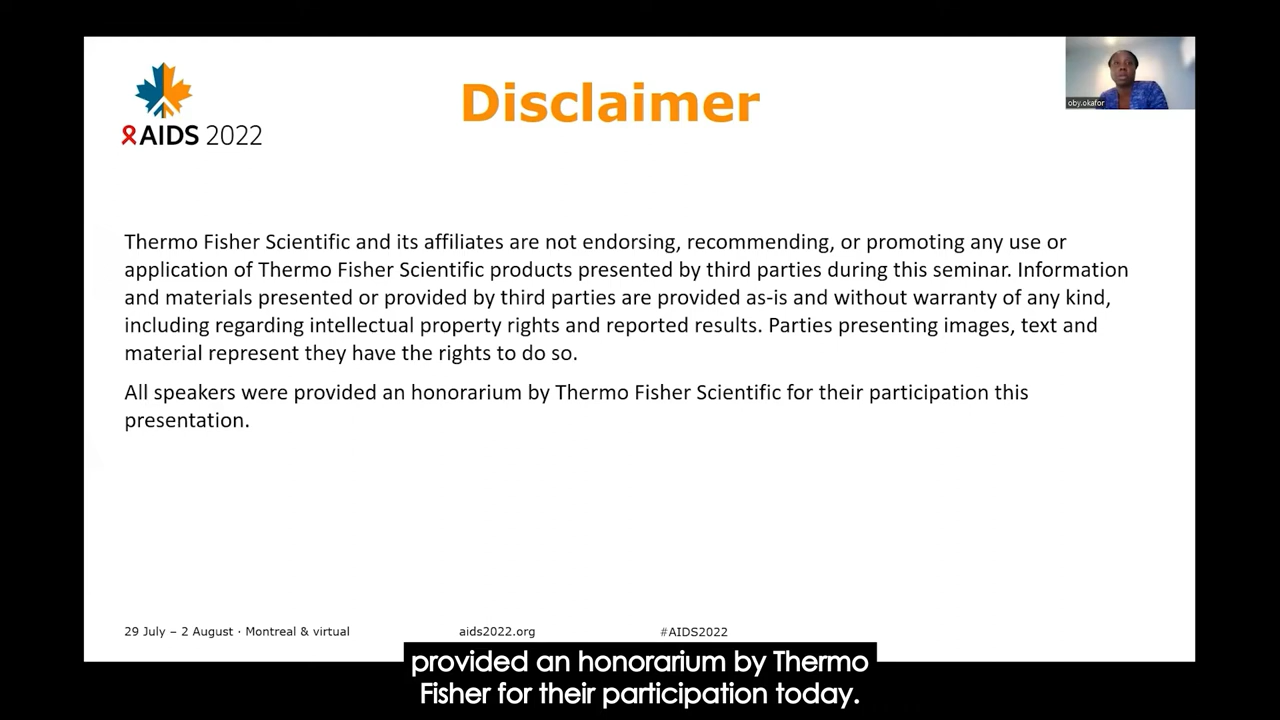 Disclaimer
oby.okafor
AIDS 2022
Thermo Fisher Scientific and its affiliates are not endorsing, recommending, or promoting any use or
application of Thermo Fisher Scientific products presented by third parties during this seminar. Information
and materials presented or provided by third parties are provided as-is and without warranty of any kind,
including regarding intellectual property rights and reported results. Parties presenting images, text and
material represent they have the rights to do so.
All speakers were provided an honorarium by Thermo Fisher Scientific for their participation this
presentation.
29 July – 2 August · Montreal & virtual
aids2022.org
#AIDS2022
provided an honorarium by Thermo
Fisher for their participation today.